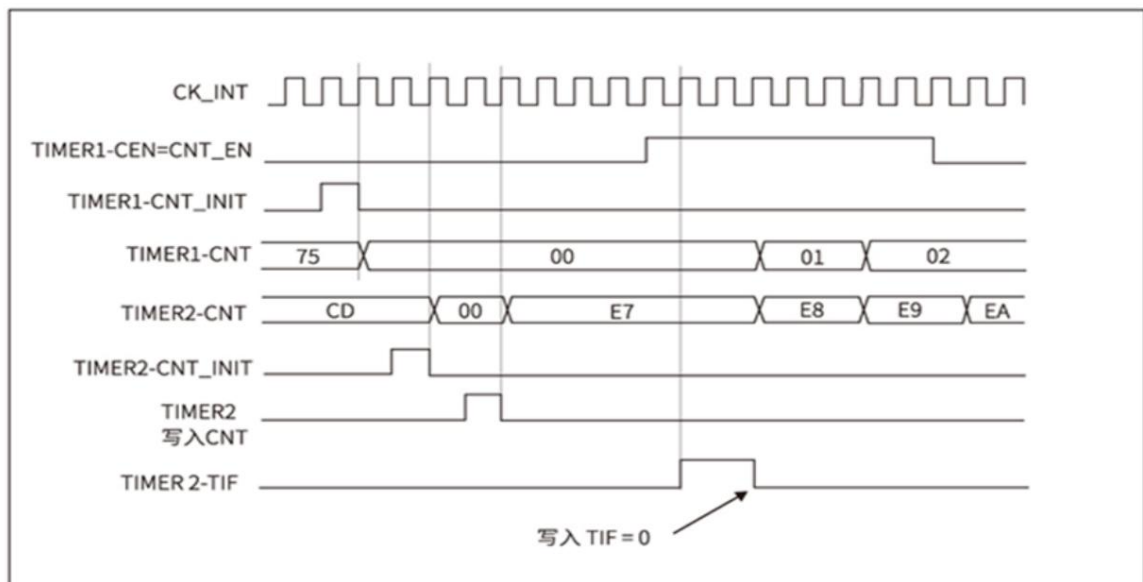 CK_INT
TIMER1-CEN=CNT_EN
TIMER1-CNT_INIT
TIMER1-CNT 75 00 01 02
TIMER2-CNT CD 00 E7 E8 E9 EA
TIMER2-CNT_INIT
TIMER2
写入CNT
TIMER 2-TIF
写入 TIF = 0